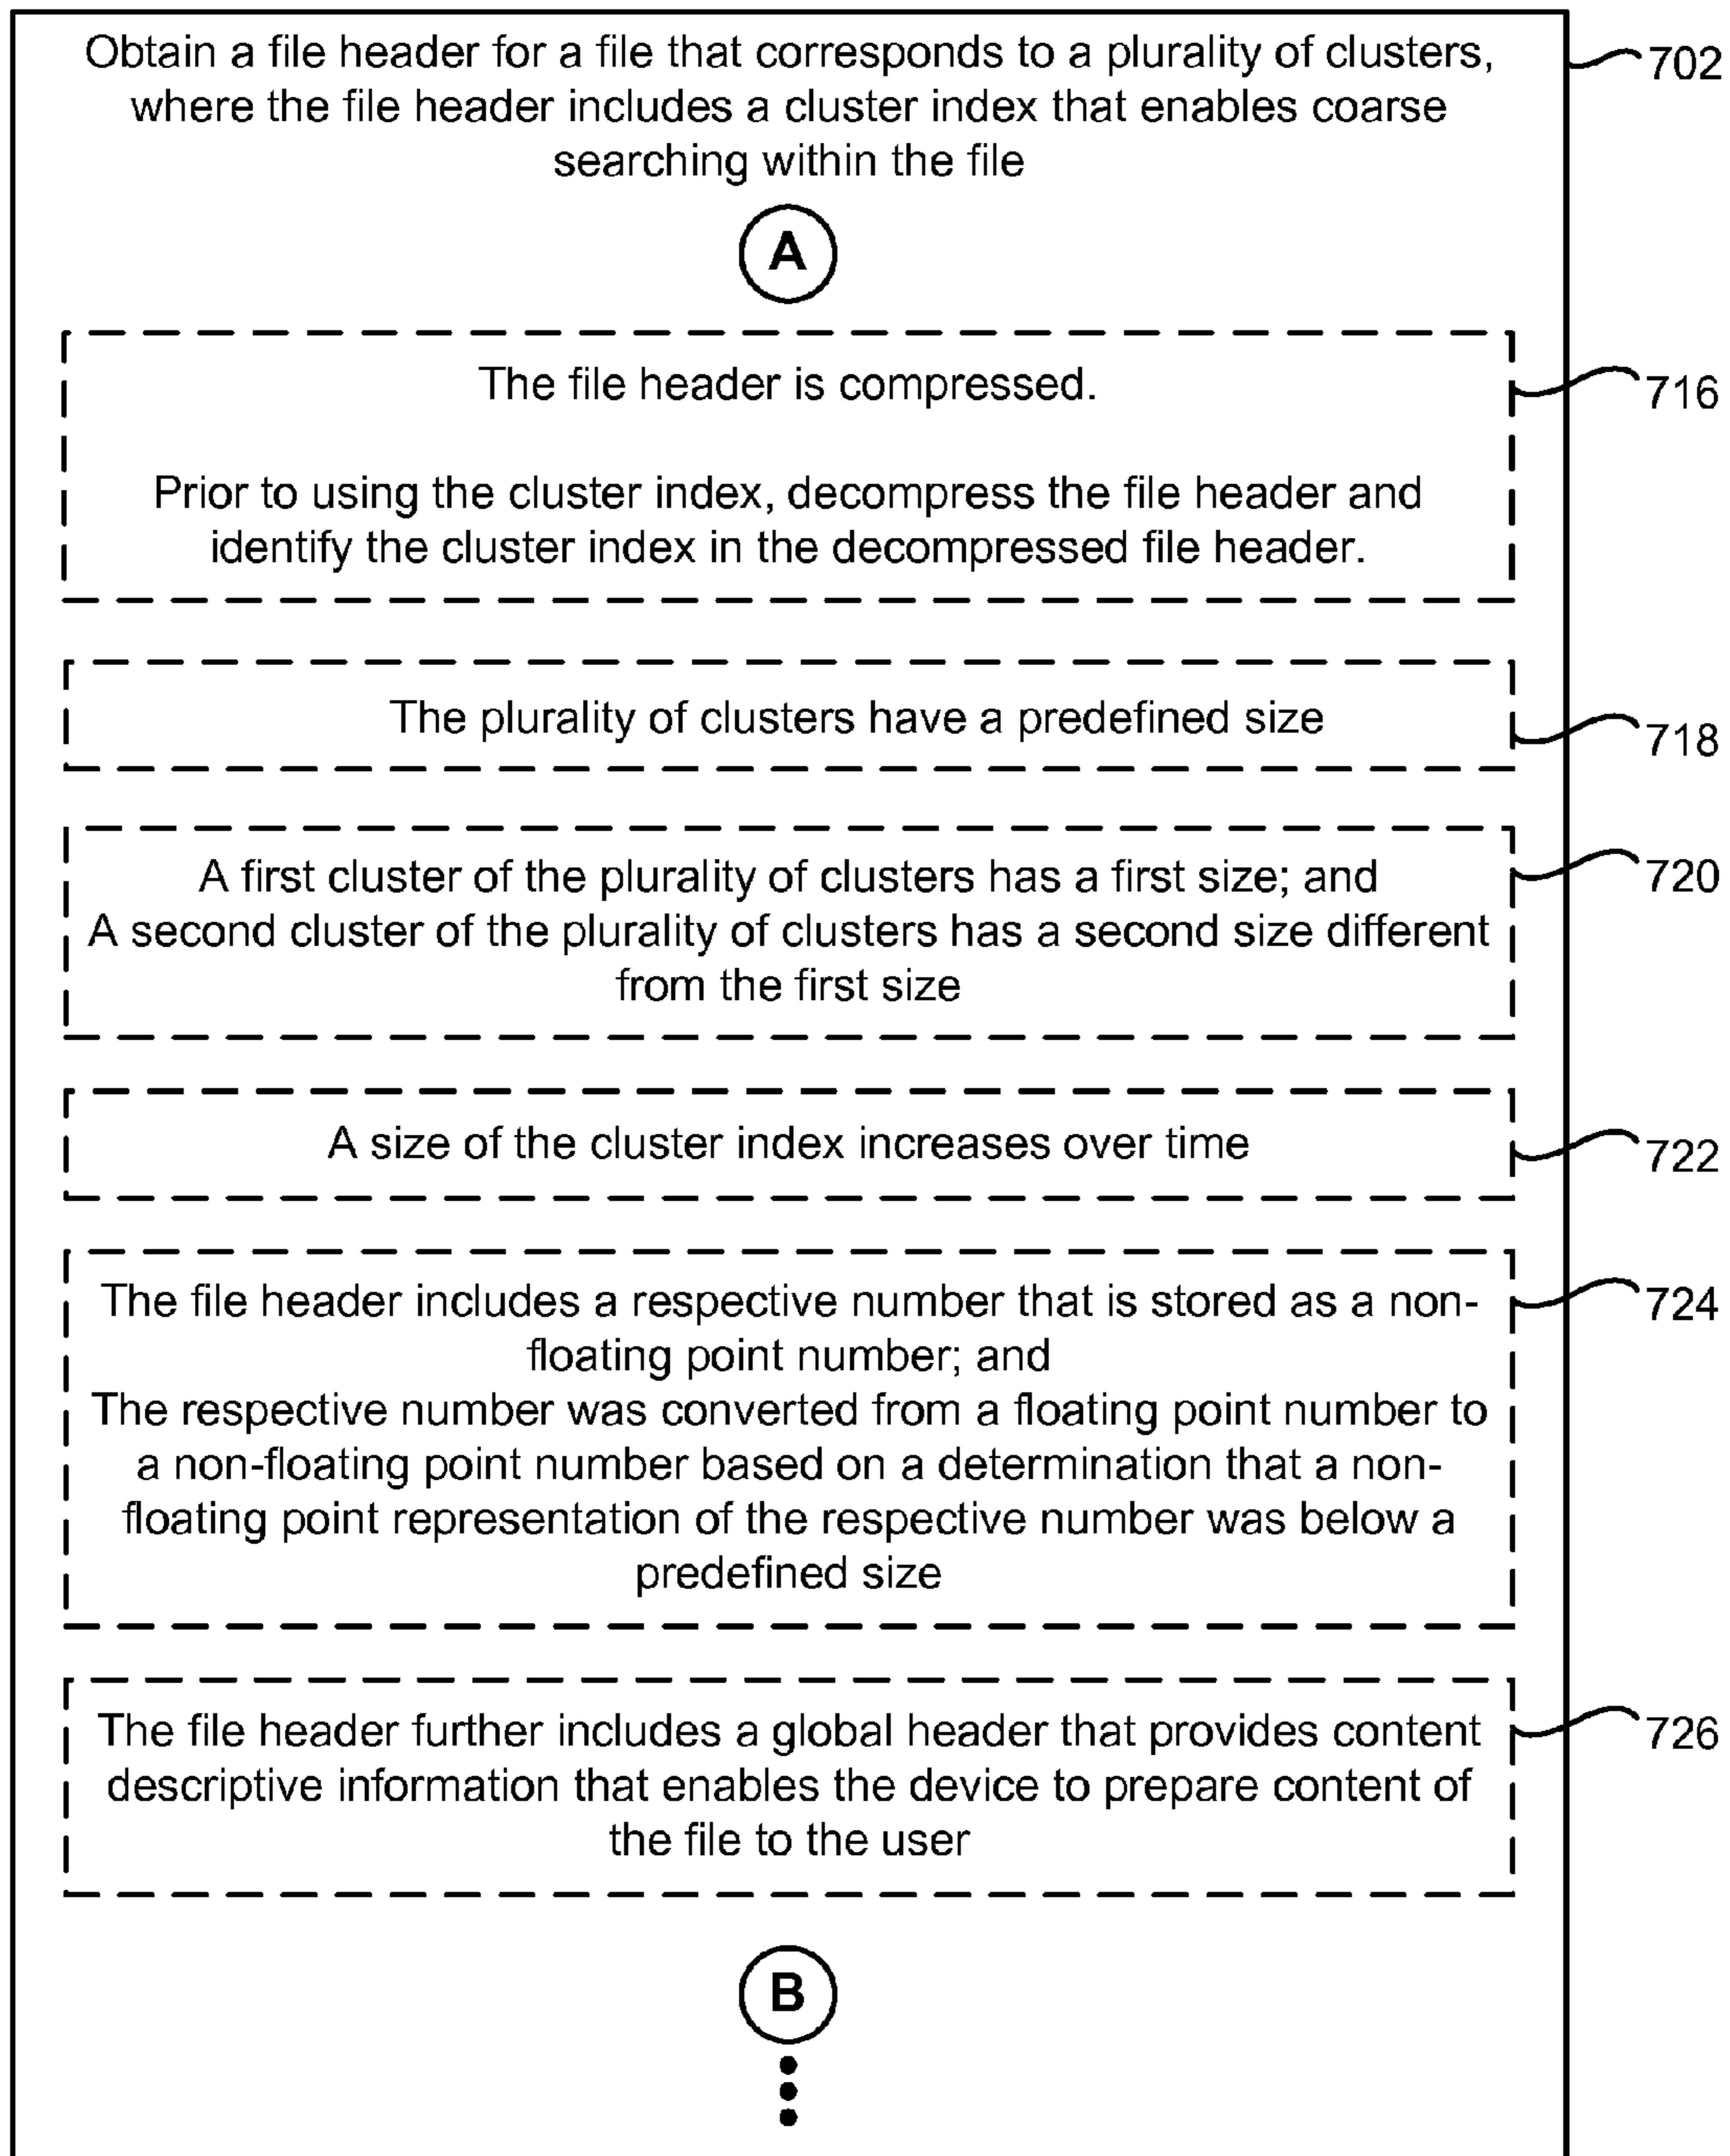 Obtain a file header for a file that corresponds to a plurality of clusters,
where the file header includes a cluster index that enables coarse
searching within the file
702
A
The file header is compressed.
716
Prior to using the cluster index, decompress the file header and
identify the cluster index in the decompressed file header.
The plurality of clusters have a predefined size
718
A first cluster of the plurality of clusters has a first size; and
720
A second cluster of the plurality of clusters has a second size different
from the first size
A size of the cluster index increases over time
722
The file header includes a respective number that is stored as a non-
724
floating point number; and
The respective number was converted from a floating point number to
a non-floating point number based on a determination that a non-
floating point representation of the respective number was below a
predefined size
The file header further includes a global header that provides content
726
descriptive information that enables the device to prepare content of
the file to the user
B